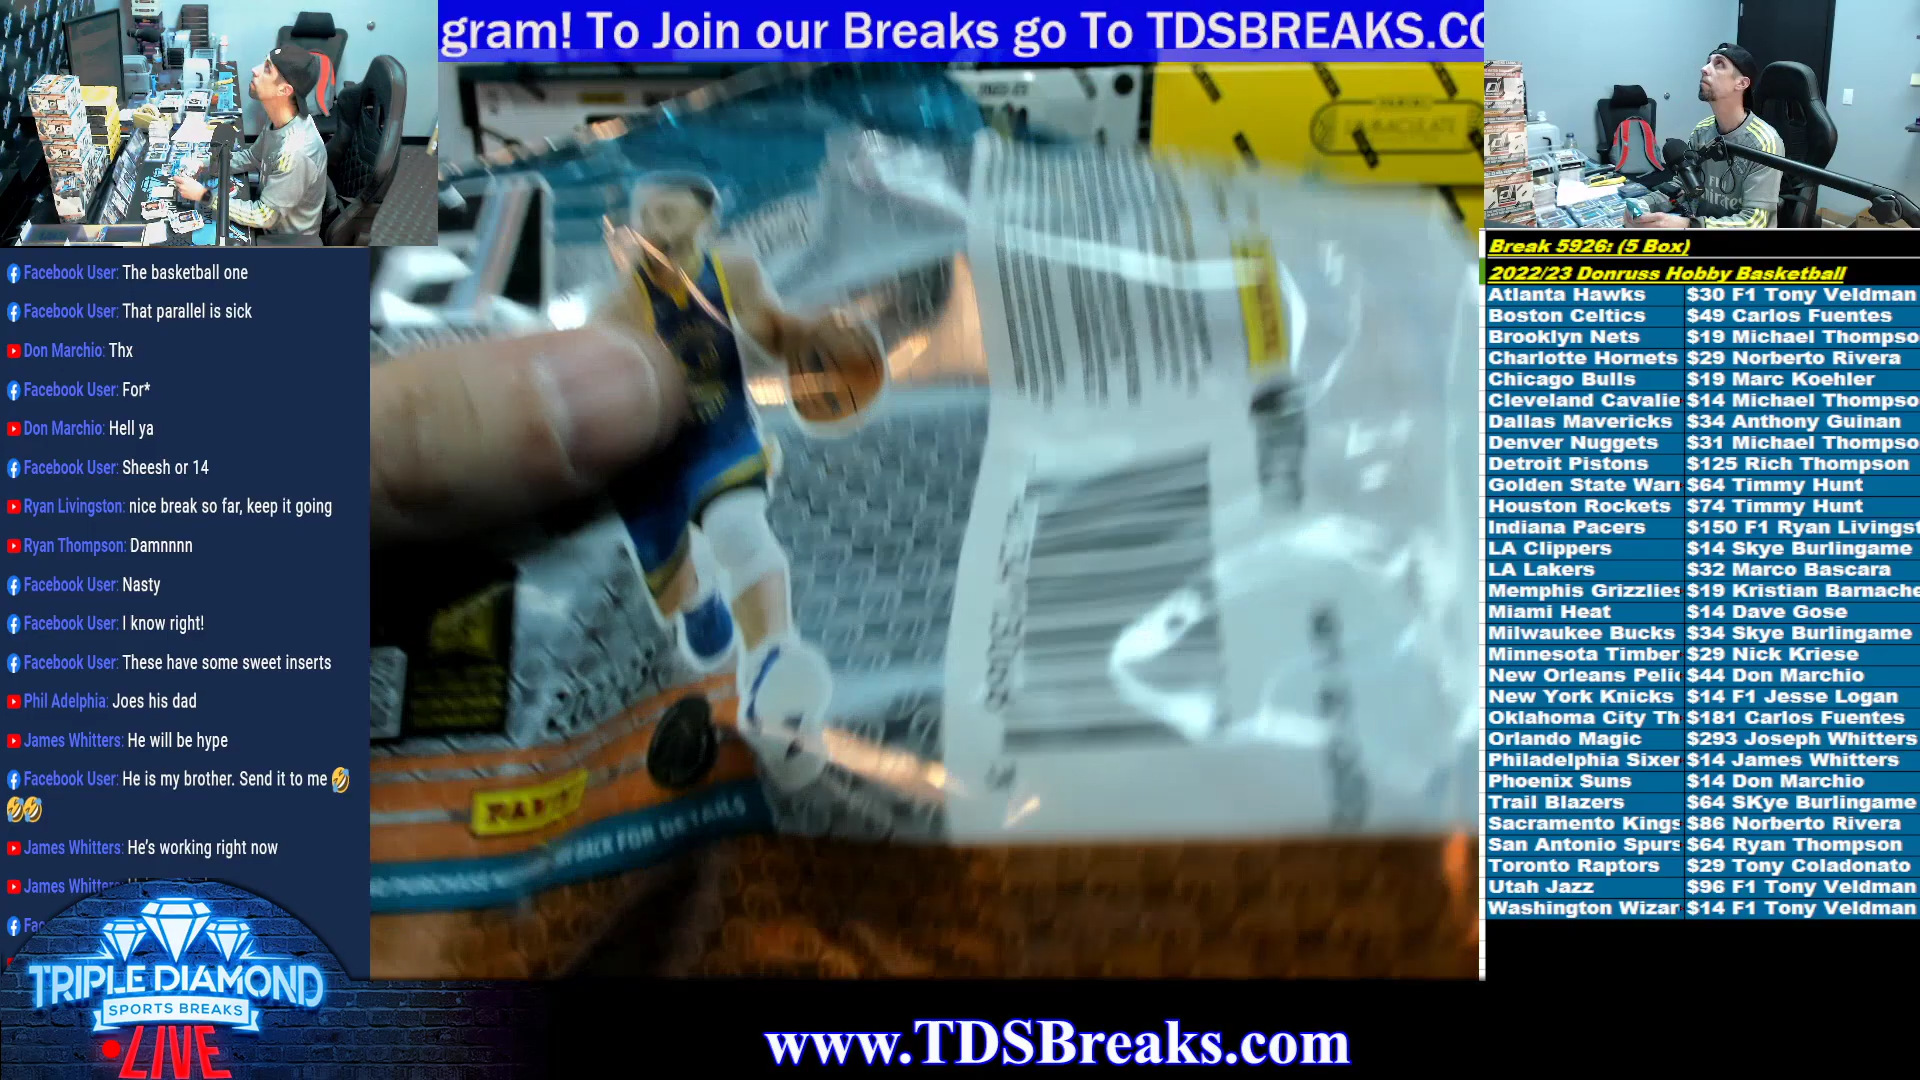 gram! To Join our Breaks go To TDSBREAKS.CO
PANINI
IMMACULATE
Facebook User: The basketball one
Facebook User: That parallel is sick
Don Marchio: Thx
Facebook User: For*
Don Marchio: Hell ya
Facebook User: Sheesh or 14
Ryan Livingston: nice break so far, keep it going
Ryan Thompson: Damnnnn
Facebook User: Nasty
Facebook User: I know right!
Facebook User: These have some sweet inserts
Phil Adelphia: Joes his dad
James Whitters: He will be hype
Facebook User: He is my brother. Send it to me 🤣
🤣🤣
James Whitters: He's working right now
James Whitter
Fac
TRIPLE DIAMOND
SPORTS BREAKS
LIVE
PANINI
BACK FOR DETAILS
Break 5926: (5 Box)
2022/23 Donruss Hobby Basketball
Atlanta Hawks $30 F1 Tony Veldman
Boston Celtics $49 Carlos Fuentes
Brooklyn Nets $19 Michael Thompso
Charlotte Hornets $29 Norberto Rivera
Chicago Bulls $19 Marc Koehler
Cleveland Cavalie $14 Michael Thompso
Dallas Mavericks $34 Anthony Guinan
Denver Nuggets $31 Michael Thompso
Detroit Pistons $125 Rich Thompson
Golden State Warr $64 Timmy Hunt
Houston Rockets $74 Timmy Hunt
Indiana Pacers $150 F1 Ryan Livingst
LA Clippers $14 Skye Burlingame
LA Lakers $32 Marco Bascara
Memphis Grizzlies $19 Kristian Barnache
Miami Heat $14 Dave Gose
Milwaukee Bucks $34 Skye Burlingame
Minnesota Timber $29 Nick Kriese
New Orleans Peli $44 Don Marchio
New York Knicks $14 F1 Jesse Logan
Oklahoma City Th $181 Carlos Fuentes
Orlando Magic $293 Joseph Whitters
Philadelphia Sixer $14 James Whitters
Phoenix Suns $14 Don Marchio
Trail Blazers $64 SKye Burlingame
Sacramento Kings $86 Norberto Rivera
San Antonio Spurs $64 Ryan Thompson
Toronto Raptors $29 Tony Coladonato
Utah Jazz $96 F1 Tony Veldman
Washington Wizar $14 F1 Tony Veldman
www.TDSBreaks.com